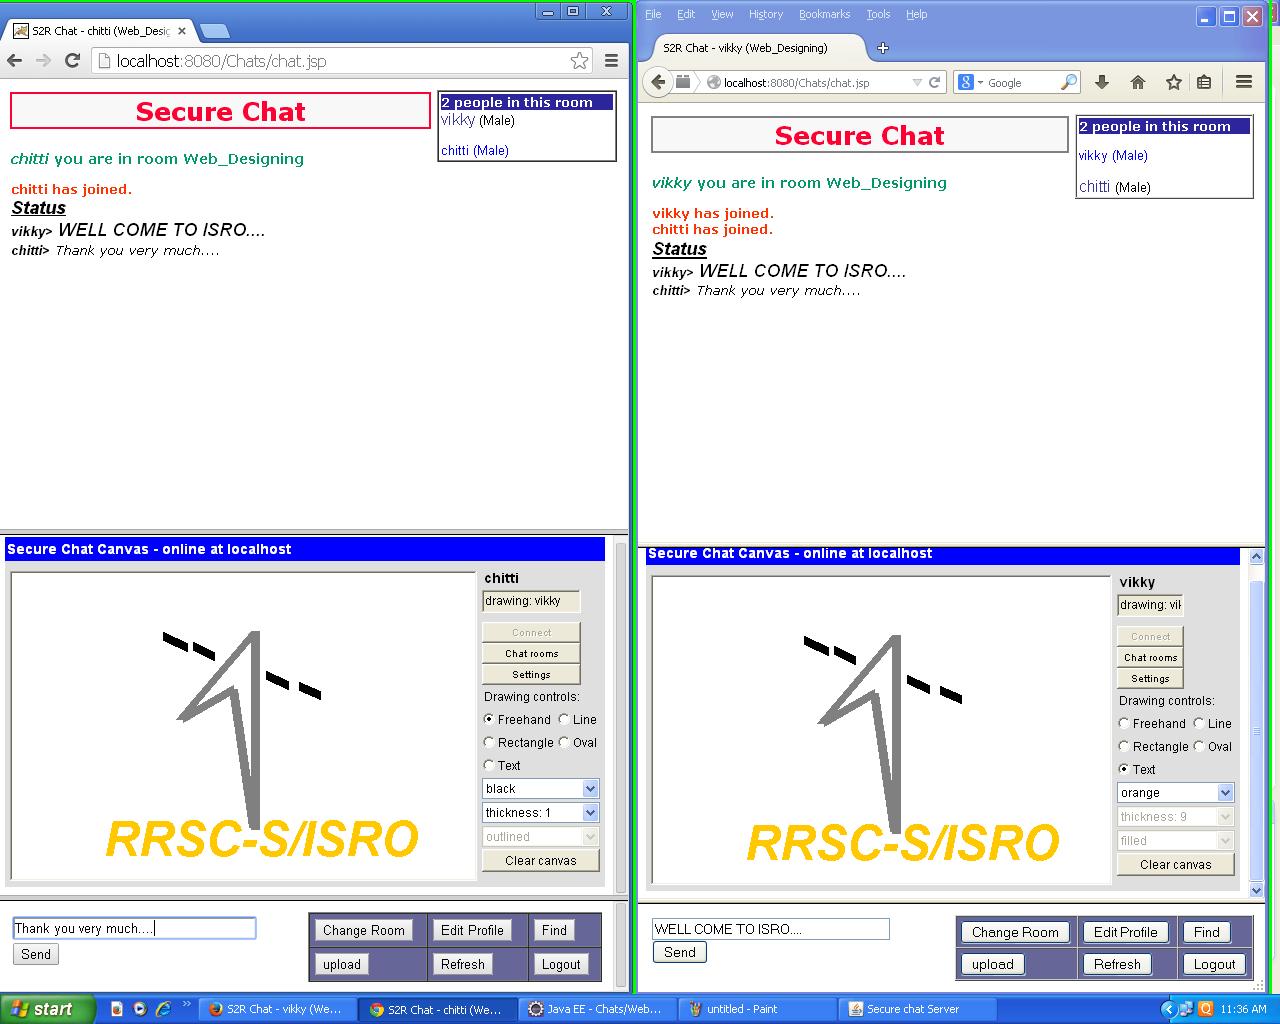 S2R Chat - chitti (Web_Desig
localhost:8080/Chats/chat.jsp
Secure Chat
2 people in this room
vikky (Male)
chitti (Male)
chitti you are in room Web_Designing
chitti has joined.
Status
vikky> WELL COME TO ISRO....
chitti> Thank you very much....
Secure Chat Canvas - online at localhost
RRSC-S/ISRO
chitti
drawing: vikky
Connect
Chat rooms
Settings
Drawing controls:
Freehand Line
Rectangle Oval
Text
black
thickness: 1
outlined
Clear canvas
Thank you very much....
Send
Change Room Edit Profile Find
upload Refresh Logout
File Edit View History Bookmarks Tools Help
S2R Chat - vikky (Web_Designing)
localhost:8080/Chats/chat.jsp
Google
Secure Chat
2 people in this room
vikky (Male)
chitti (Male)
vikky you are in room Web_Designing
vikky has joined.
chitti has joined.
Status
vikky> WELL COME TO ISRO....
chitti> Thank you very much....
Secure Chat Canvas - online at localhost
RRSC-S/ISRO
vikky
drawing: vik
Connect
Chat rooms
Settings
Drawing controls:
Freehand Line
Rectangle Oval
Text
orange
thickness: 9
filled
Clear canvas
WELL COME TO ISRO....
Send
Change Room Edit Profile Find
upload Refresh Logout
start
S2R Chat - vikky (We...
S2R Chat - chitti (We...
Java EE - Chats/Web...
untitled - Paint
Secure chat Server
11:36 AM